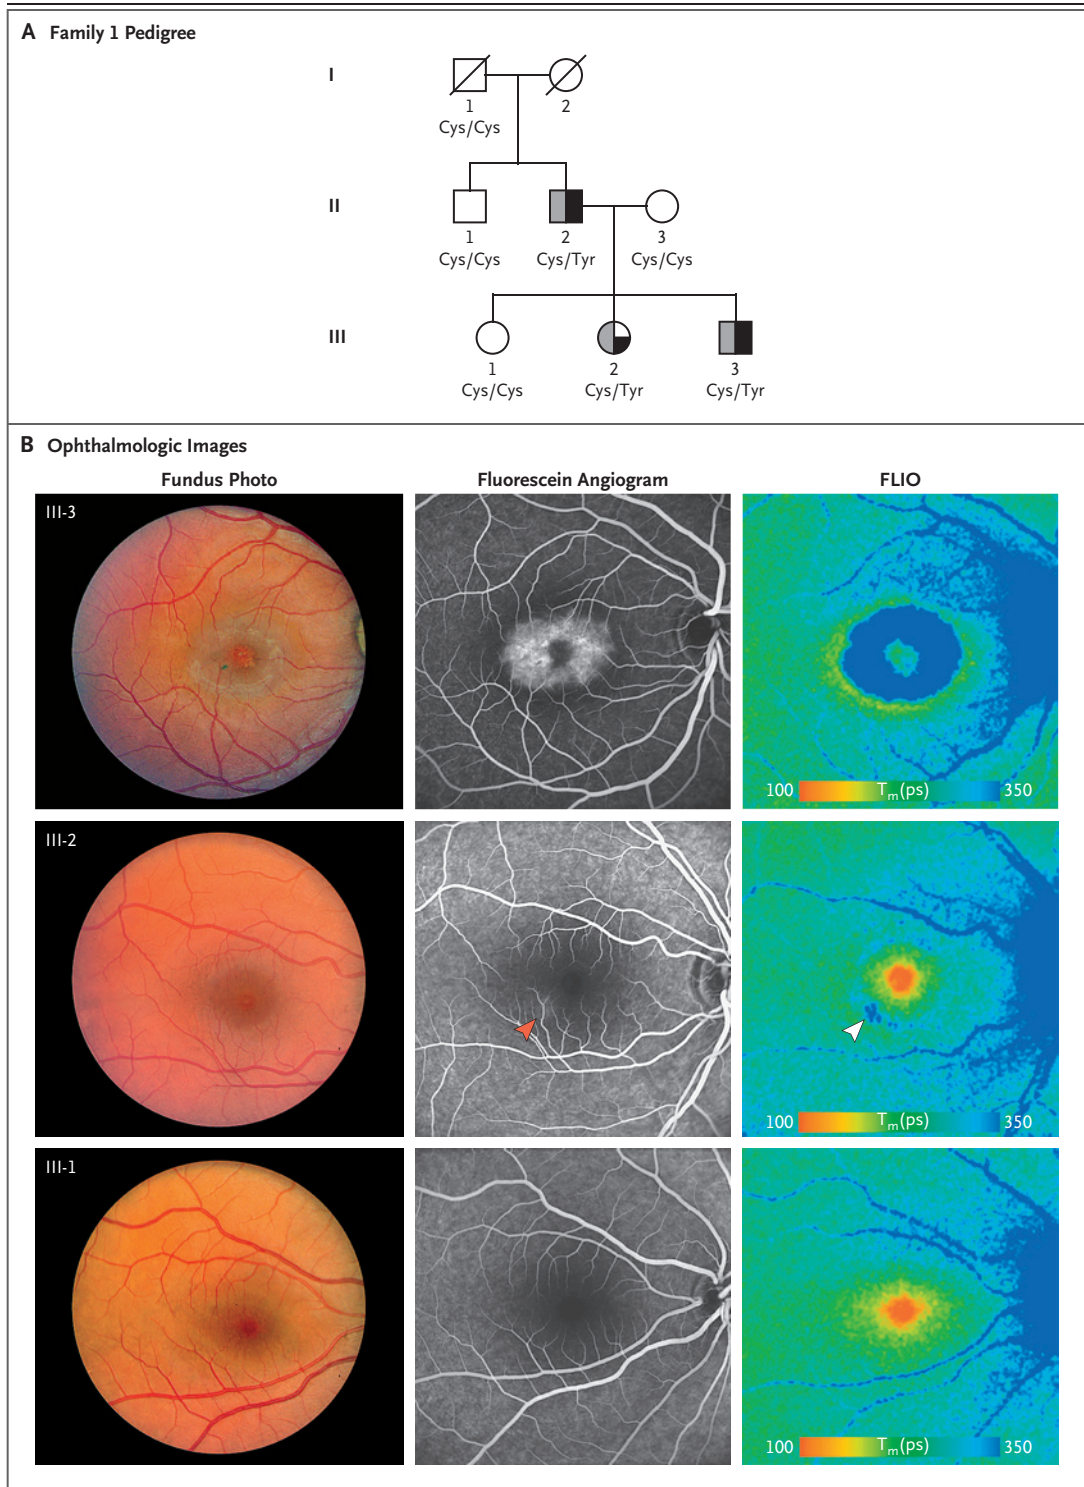 A Family 1 Pedigree
I
1 2
Cys/Cys
II
1 2 3
Cys/Cys Cys/Tyr Cys/Cys
III
1 2 3
Cys/Cys Cys/Tyr Cys/Tyr
B Ophthalmologic Images
Fundus Photo Fluorescein Angiogram FLIO
III-3
100 Tm(ps) 350
III-2
100 Tm(ps) 350
III-1
100 Tm(ps) 350